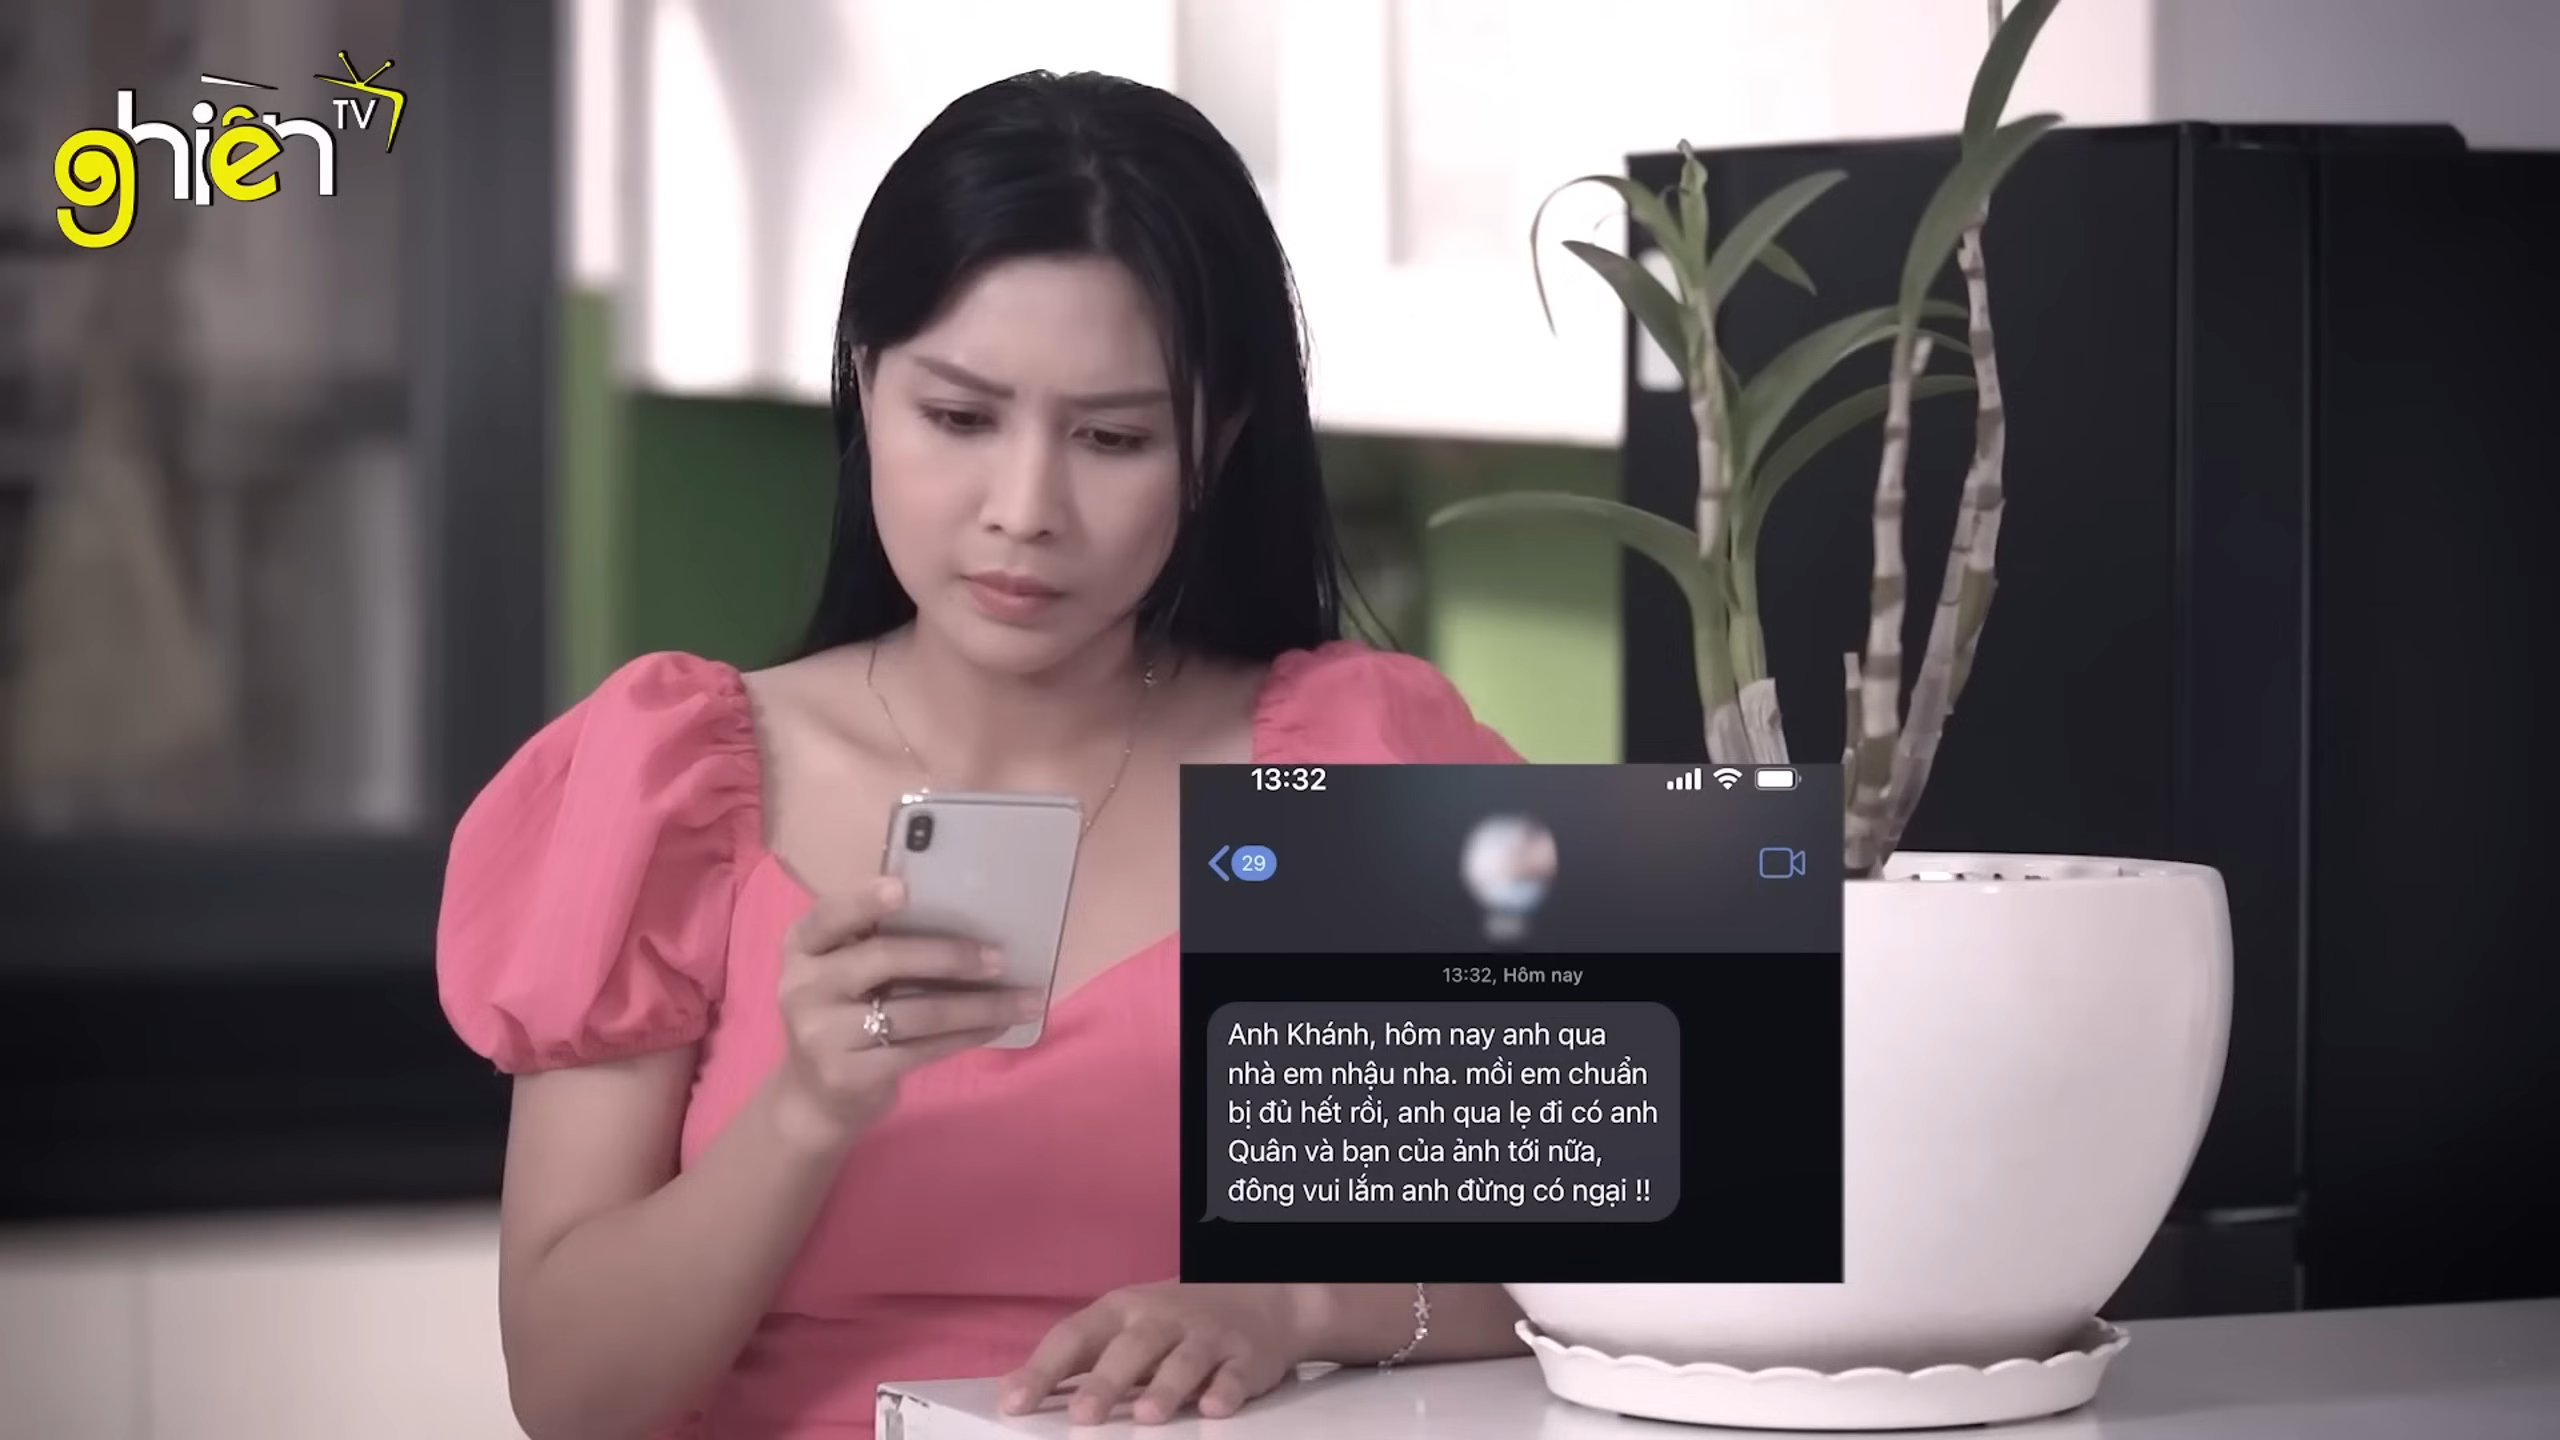 ghiền TV
13:32
29
13:32, Hôm nay
Anh Khánh, hôm nay anh qua
nhà em nhậu nha. mồi em chuẩn
bị đủ hết rồi, anh qua lẹ đi có anh
Quân và bạn của ảnh tới nữa,
đông vui lắm anh đừng có ngại !!